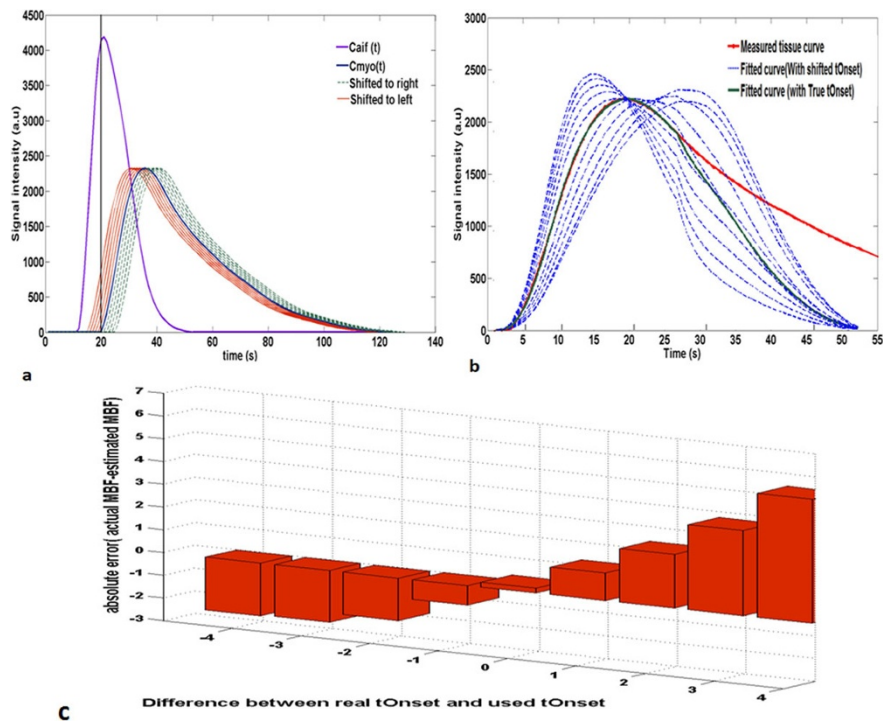 4500
4000
3500
3000
2500
2000
1500
1000
500
0
Signal intensity (a.u)
Caif (t)
Cmyo(t)
Shifted to right
Shifted to left
0 20 40 60 80 100 120 140
time (s)
a
3000
2500
2000
1500
1000
500
0
Signal intensity (a.u)
Measured tissue curve
Fitted curve(With shifted tOnset)
Fitted curve (with True tOnset)
5 10 15 20 25 30 35 40 45 50 55
Time (s)
b
7
6
5
4
3
2
1
0
-1
-2
-3
absolute error( actual MBF-estimated MBF)
-4 -3 -2 -1 0 1 2 3 4
Difference between real tOnset and used tOnset
c